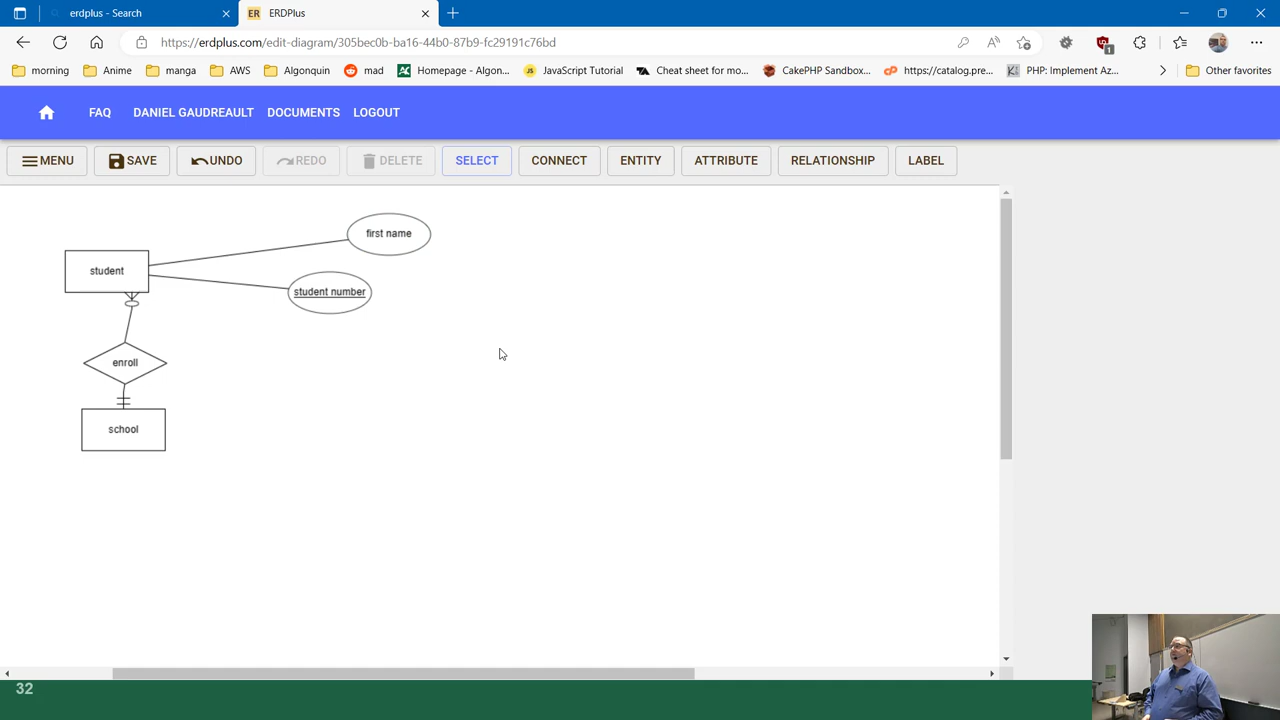 erdplus - Search
ERDPlus
https://erdplus.com/edit-diagram/305bec0b-ba16-44b0-87b9-fc29191c76bd
1
morning
Anime
manga
AWS
Algonquin
mad
Homepage - Algon...
JavaScript Tutorial
Cheat sheet for mo...
CakePHP Sandbox...
https://catalog.pre...
PHP: Implement Az...
Other favorites
FAQ
DANIEL GAUDREAULT
DOCUMENTS
LOGOUT
MENU
SAVE
UNDO
REDO
DELETE
SELECT
CONNECT
ENTITY
ATTRIBUTE
RELATIONSHIP
LABEL
first name
student
student number
enroll
school
32